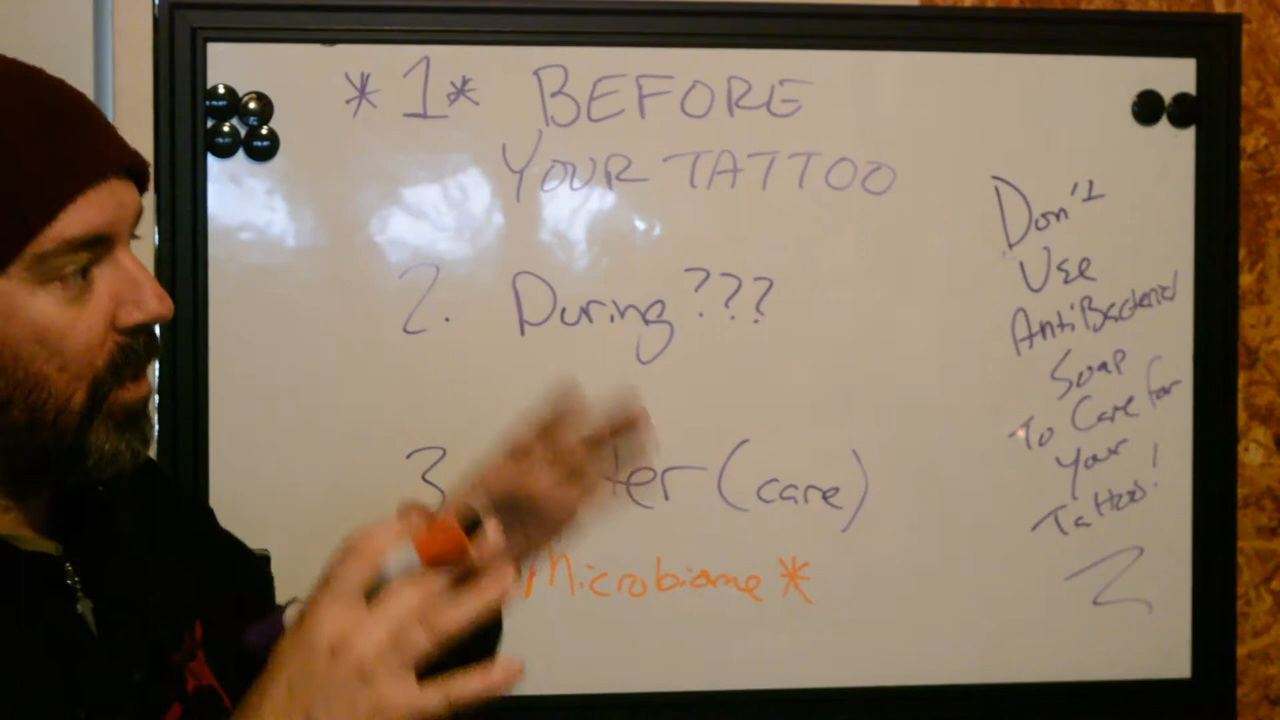 *1* BEFORE
YOUR TATTOO
2. During???
3 ter (care)
Microbiome *
Don't
Use
AntiBacterial
Soap
To Care for
Your
Tattoo!